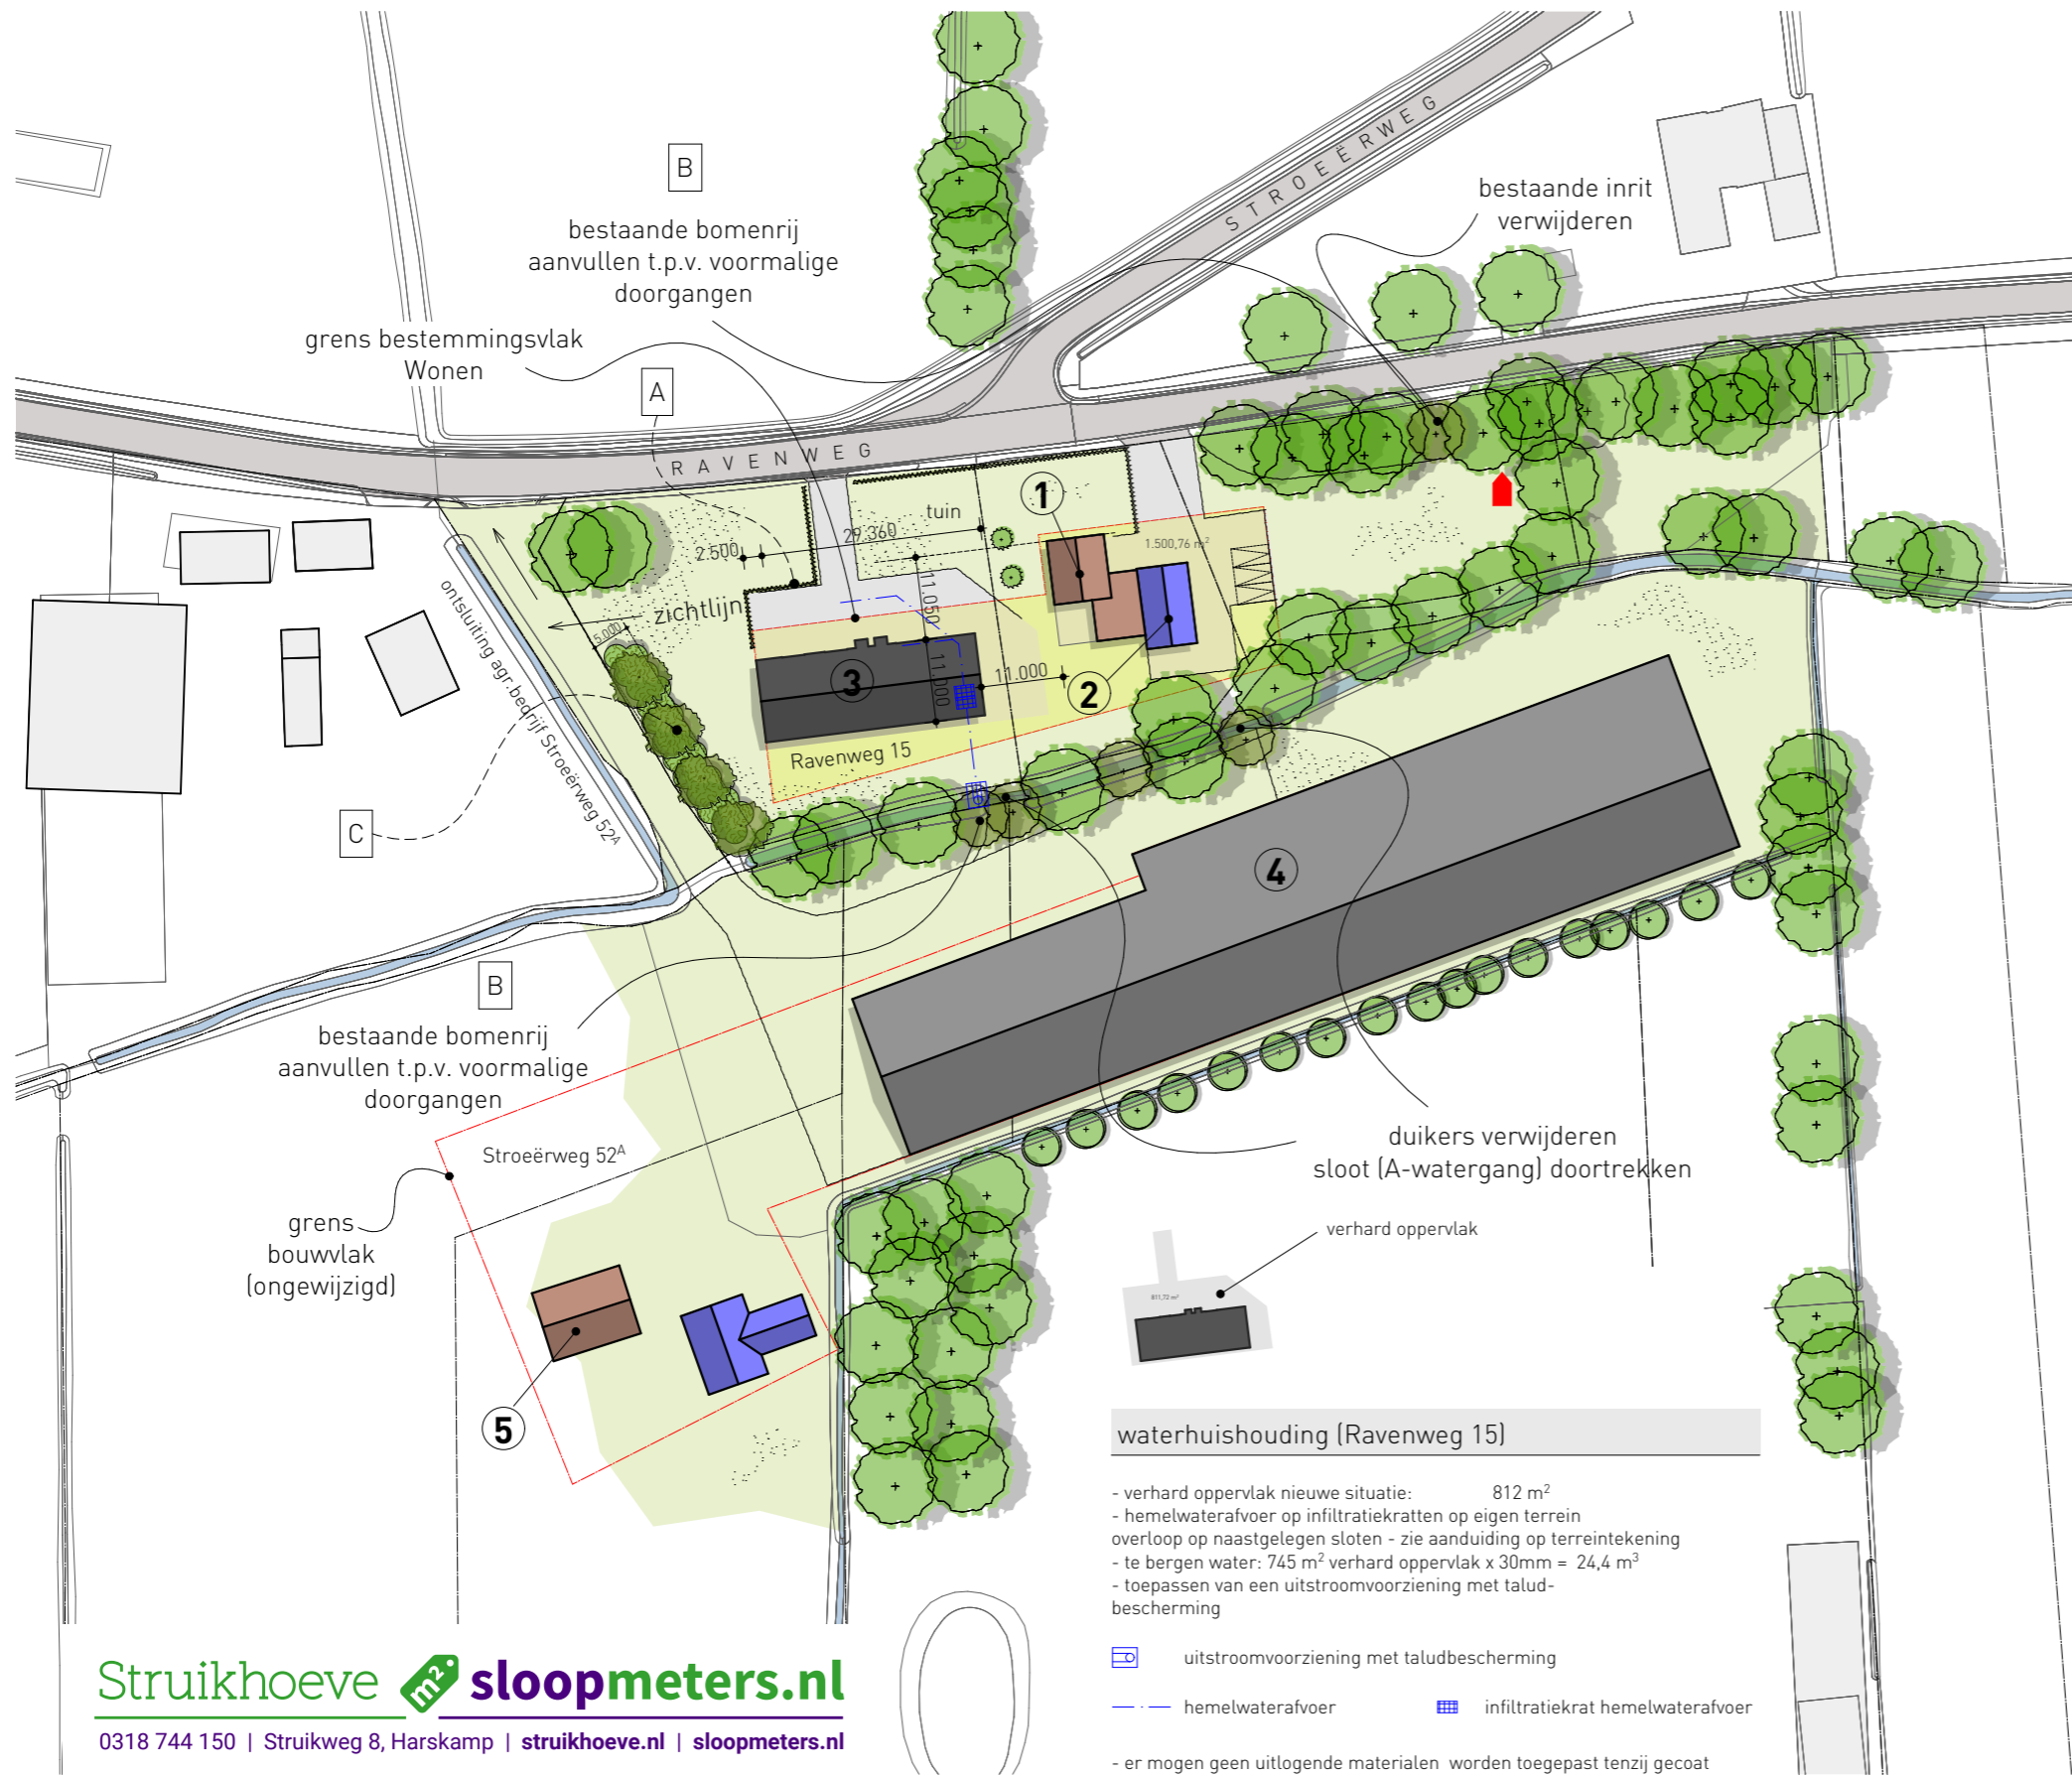 B
bestaande bomenrij
aanvullen t.p.v. voormalige
doorgangen
STROEËRWEG
bestaande inrit
verwijderen
grens bestemmingsvlak
Wonen
A
RAVENWEG
1
tuin
29.360
2.500
1.500,76 m²
11.050
zichtlijn
5.000
ontsluiting agr.bedrijf Stroeërweg 52A
3
11.000
11.000
2
Ravenweg 15
C
4
B
bestaande bomenrij
aanvullen t.p.v. voormalige
doorgangen
Stroeërweg 52A
duikers verwijderen
sloot (A-watergang) doortrekken
grens
bouwvlak
(ongewijzigd)
verhard oppervlak
811,72 m²
5
waterhuishouding (Ravenweg 15)
- verhard oppervlak nieuwe situatie: 812 m²
- hemelwaterafvoer op infiltratiekratten op eigen terrein
overloop op naastgelegen sloten - zie aanduiding op terreintekening
- te bergen water: 745 m² verhard oppervlak x 30mm = 24,4 m³
- toepassen van een uitstroomvoorziening met talud-
bescherming
uitstroomvoorziening met taludbescherming
hemelwaterafvoer
infiltratiekrat hemelwaterafvoer
- er mogen geen uitlogende materialen worden toegepast tenzij gecoat
Struikhoeve m² sloopmeters.nl
0318 744 150 | Struikweg 8, Harskamp | struikhoeve.nl | sloopmeters.nl